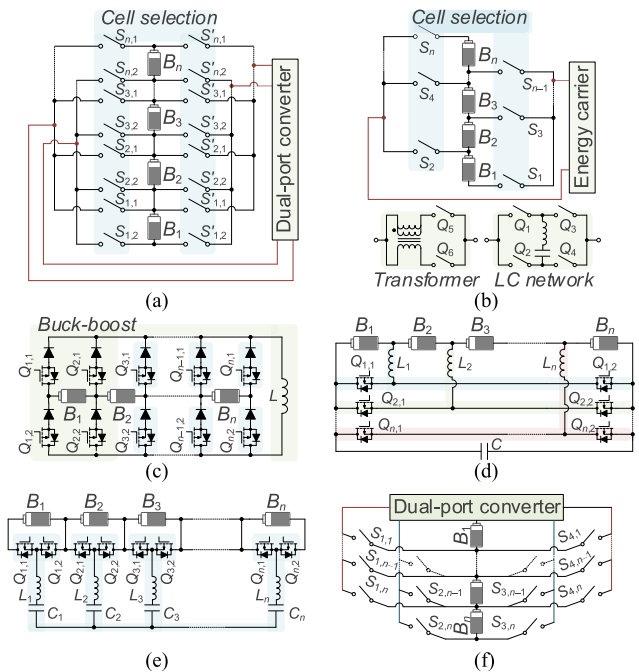 Cell selection
S_{n,1} S'_{n,1}
B_n
S_{n,2} S'_{n,2}
S_{3,1} S'_{3,1}
B_3
S_{3,2} S'_{3,2}
S_{2,1} S'_{2,1}
B_2
S_{2,2} S'_{2,2}
S_{1,1} S'_{1,1}
B_1
S_{1,2} S'_{1,2}
Dual-port converter
(a)
Cell selection
S_n B_n
S_{n–1}
S_4 B_3
S_3
B_2
S_2 B_1 S_1
Energy carrier
Q_5
Q_6
Transformer
Q_1 Q_3
Q_2 Q_4
LC network
(b)
Buck-boost
Q_{1,1} Q_{2,1} Q_{3,1} Q_{n–1,1} Q_{n,1}
B_1 B_2 B_n L
Q_{1,2} Q_{2,2} Q_{3,2} Q_{n–1,2} Q_{n,2}
(c)
B_1 B_2 B_3 B_n
Q_{1,1} L_1 L_2 L_n Q_{1,2}
Q_{2,1} Q_{2,2}
Q_{n,1} Q_{n,2}
C
(d)
B_1 B_2 B_3 B_n
Q_{1,1} Q_{1,2} Q_{2,1} Q_{2,2} Q_{3,1} Q_{3,2} Q_{n,1} Q_{n,2}
L_1 L_2 L_3 L_n
C_1 C_2 C_3 C_n
(e)
Dual-port converter
S_{1,1} B_1 S_{4,1}
S_{1,n–1} S_{4,n–1}
S_{1,n} S_{2,n–1} S_{3,n–1} S_{4,n}
S_{2,n} B_n S_{3,n}
(f)